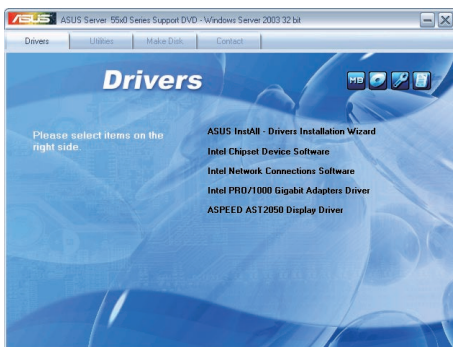 ASUS ASUS Server 55x0 Series Support DVD - Windows Server 2003 32 bit
Drivers Utilities Make Disk Contact
Drivers
MB
Please select items on the
right side.
ASUS InstAll - Drivers Installation Wizard
Intel Chipset Device Software
Intel Network Connections Software
Intel PRO/1000 Gigabit Adapters Driver
ASPEED AST2050 Display Driver